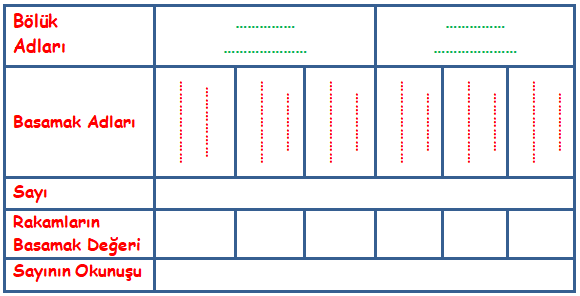 Bölük
Adları
Basamak Adları
Sayı
Rakamların
Basamak Değeri
Sayının Okunuşu